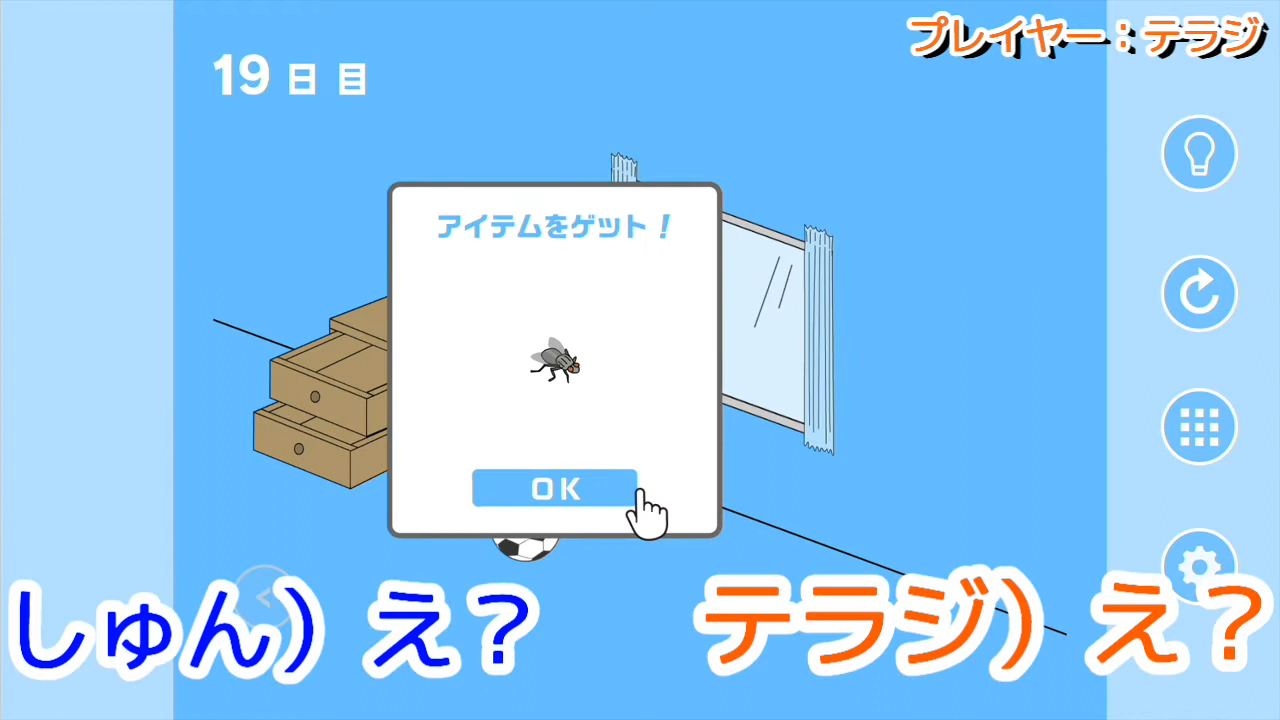 プレイヤー：テラジ
19日目
アイテムをゲット！
OK
しゅん）え？
テラジ）え？